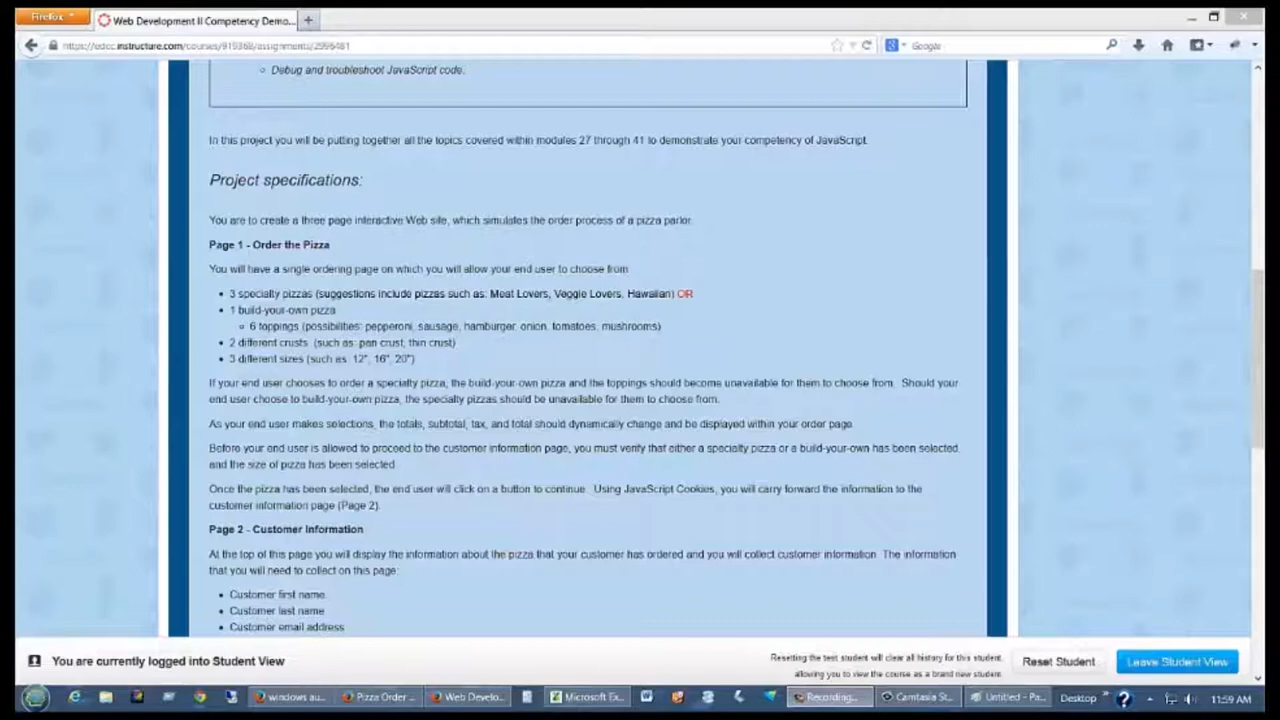 Firefox
Web Development II Competency Demo...
https://edcc.instructure.com/courses/919368/assignments/2996481
Google
Debug and troubleshoot JavaScript code.
In this project you will be putting together all the topics covered within modules 27 through 41 to demonstrate your competency of JavaScript.
Project specifications:
You are to create a three page interactive Web site, which simulates the order process of a pizza parlor.
Page 1 - Order the Pizza
You will have a single ordering page on which you will allow your end user to choose from
3 specialty pizzas (suggestions include pizzas such as: Meat Lovers, Veggie Lovers, Hawaiian) OR
1 build-your-own pizza
6 toppings (possibilities: pepperoni, sausage, hamburger, onion, tomatoes, mushrooms)
2 different crusts (such as: pan crust, thin crust)
3 different sizes (such as: 12", 16", 20")
If your end user chooses to order a specialty pizza, the build-your-own pizza and the toppings should become unavailable for them to choose from. Should your
end user choose to build-your-own pizza, the specialty pizzas should be unavailable for them to choose from.
As your end user makes selections, the totals, subtotal, tax, and total should dynamically change and be displayed within your order page.
Before your end user is allowed to proceed to the customer information page, you must verify that either a specialty pizza or a build-your-own has been selected,
and the size of pizza has been selected.
Once the pizza has been selected, the end user will click on a button to continue. Using JavaScript Cookies, you will carry forward the information to the
customer information page (Page 2).
Page 2 - Customer Information
At the top of this page you will display the information about the pizza that your customer has ordered and you will collect customer information. The information
that you will need to collect on this page:
Customer first name
Customer last name
Customer email address
You are currently logged into Student View
Resetting the test student will clear all history for this student,
allowing you to view the course as a brand new student.
Reset Student
Leave Student View
windows au...
Pizza Order ...
Web Develo...
Microsoft Ex...
Recording...
Camtasia St...
Untitled - Pa...
Desktop
11:59 AM